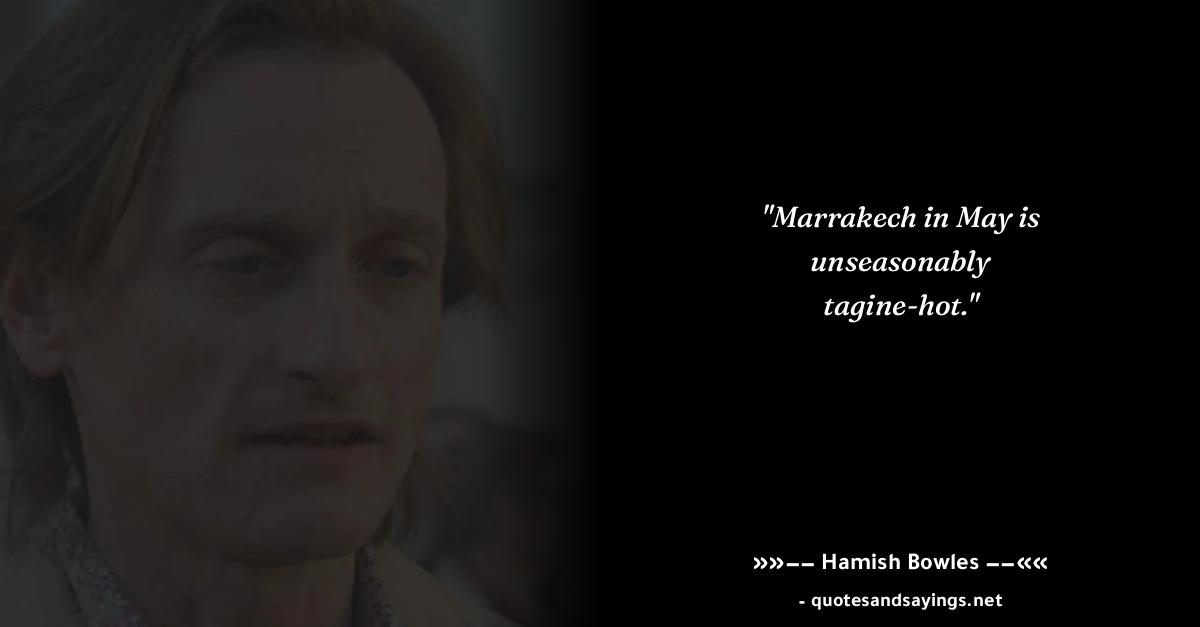 "Marrakech in May is
unseasonably
tagine-hot."
»»−− Hamish Bowles −−««
- quotesandsayings.net